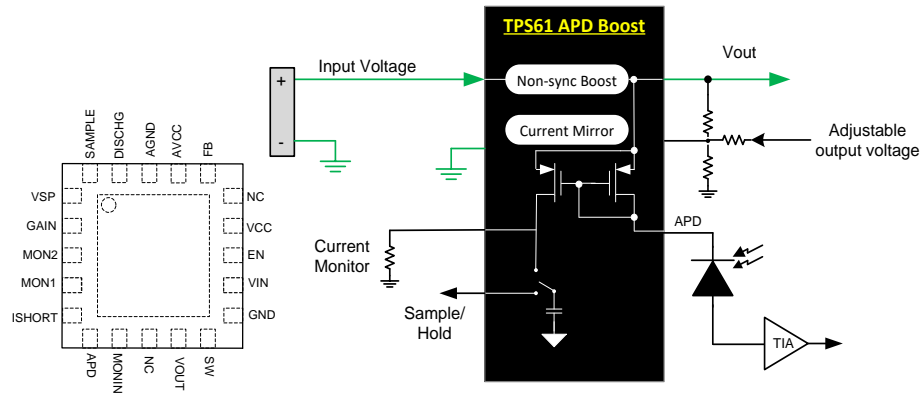 SAMPLE
DISCHG
AGND
AVCC
FB
VSP
GAIN
MON2
MON1
ISHORT
NC
VCC
EN
VIN
GND
APD
MONIN
NC
VOUT
SW
+
-
Input Voltage
TPS61 APD Boost
Non-sync Boost
Current Mirror
Vout
Adjustable
output voltage
Current
Monitor
Sample/
Hold
APD
TIA